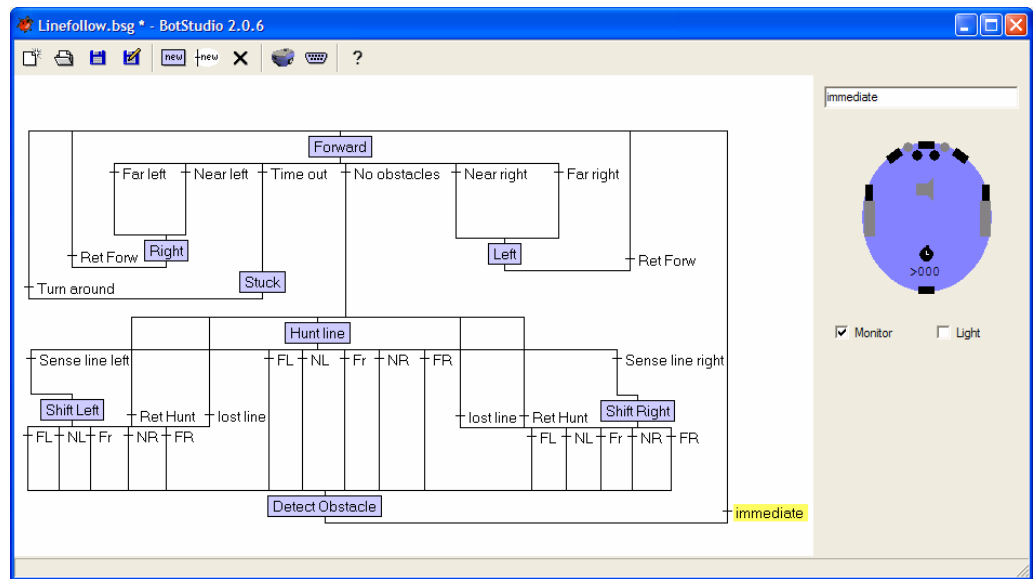 Linefollow.bsg * - BotStudio 2.0.6
new new ?
immediate
Forward
Far left Near left Time out No obstacles Near right Far right
Right Left
Ret Forw Ret Forw
Stuck
Turn around
>000
Hunt line
Monitor Light
Sense line left FL NL Fr NR FR Sense line right
Shift Left Shift Right
Ret Hunt lost line lost line Ret Hunt
FL NL Fr NR FR FL NL Fr NR FR
Detect Obstacle
immediate